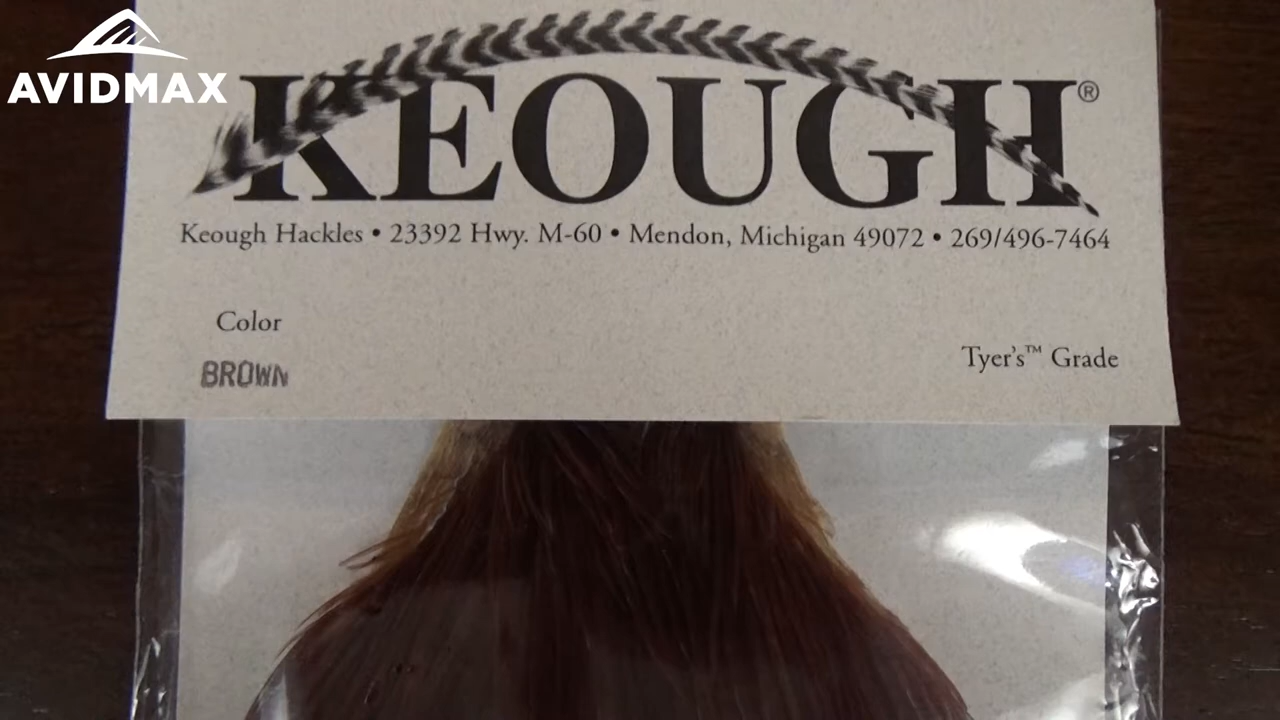 AVIDMAX
KEOUGH®
Keough Hackles • 23392 Hwy. M-60 • Mendon, Michigan 49072 • 269/496-7464
Color
BROWN
Tyer's™ Grade